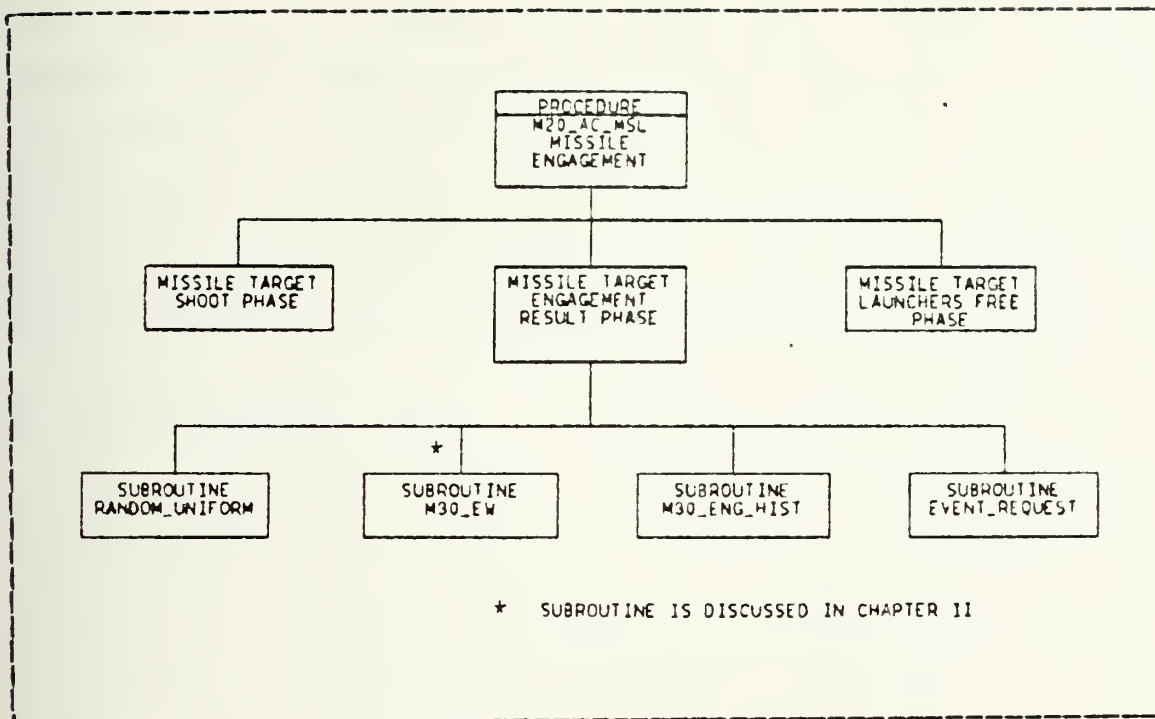 PROCEDURE
M20_AC_MSL
MISSILE
ENGAGEMENT
MISSILE TARGET
SHOOT PHASE
MISSILE TARGET
ENGAGEMENT
RESULT PHASE
MISSILE TARGET
LAUNCHERS FREE
PHASE
*
SUBROUTINE
RANDOM_UNIFORM
SUBROUTINE
M30_EW
SUBROUTINE
M30_ENG_HIST
SUBROUTINE
EVENT_REQUEST
* SUBROUTINE IS DISCUSSED IN CHAPTER II